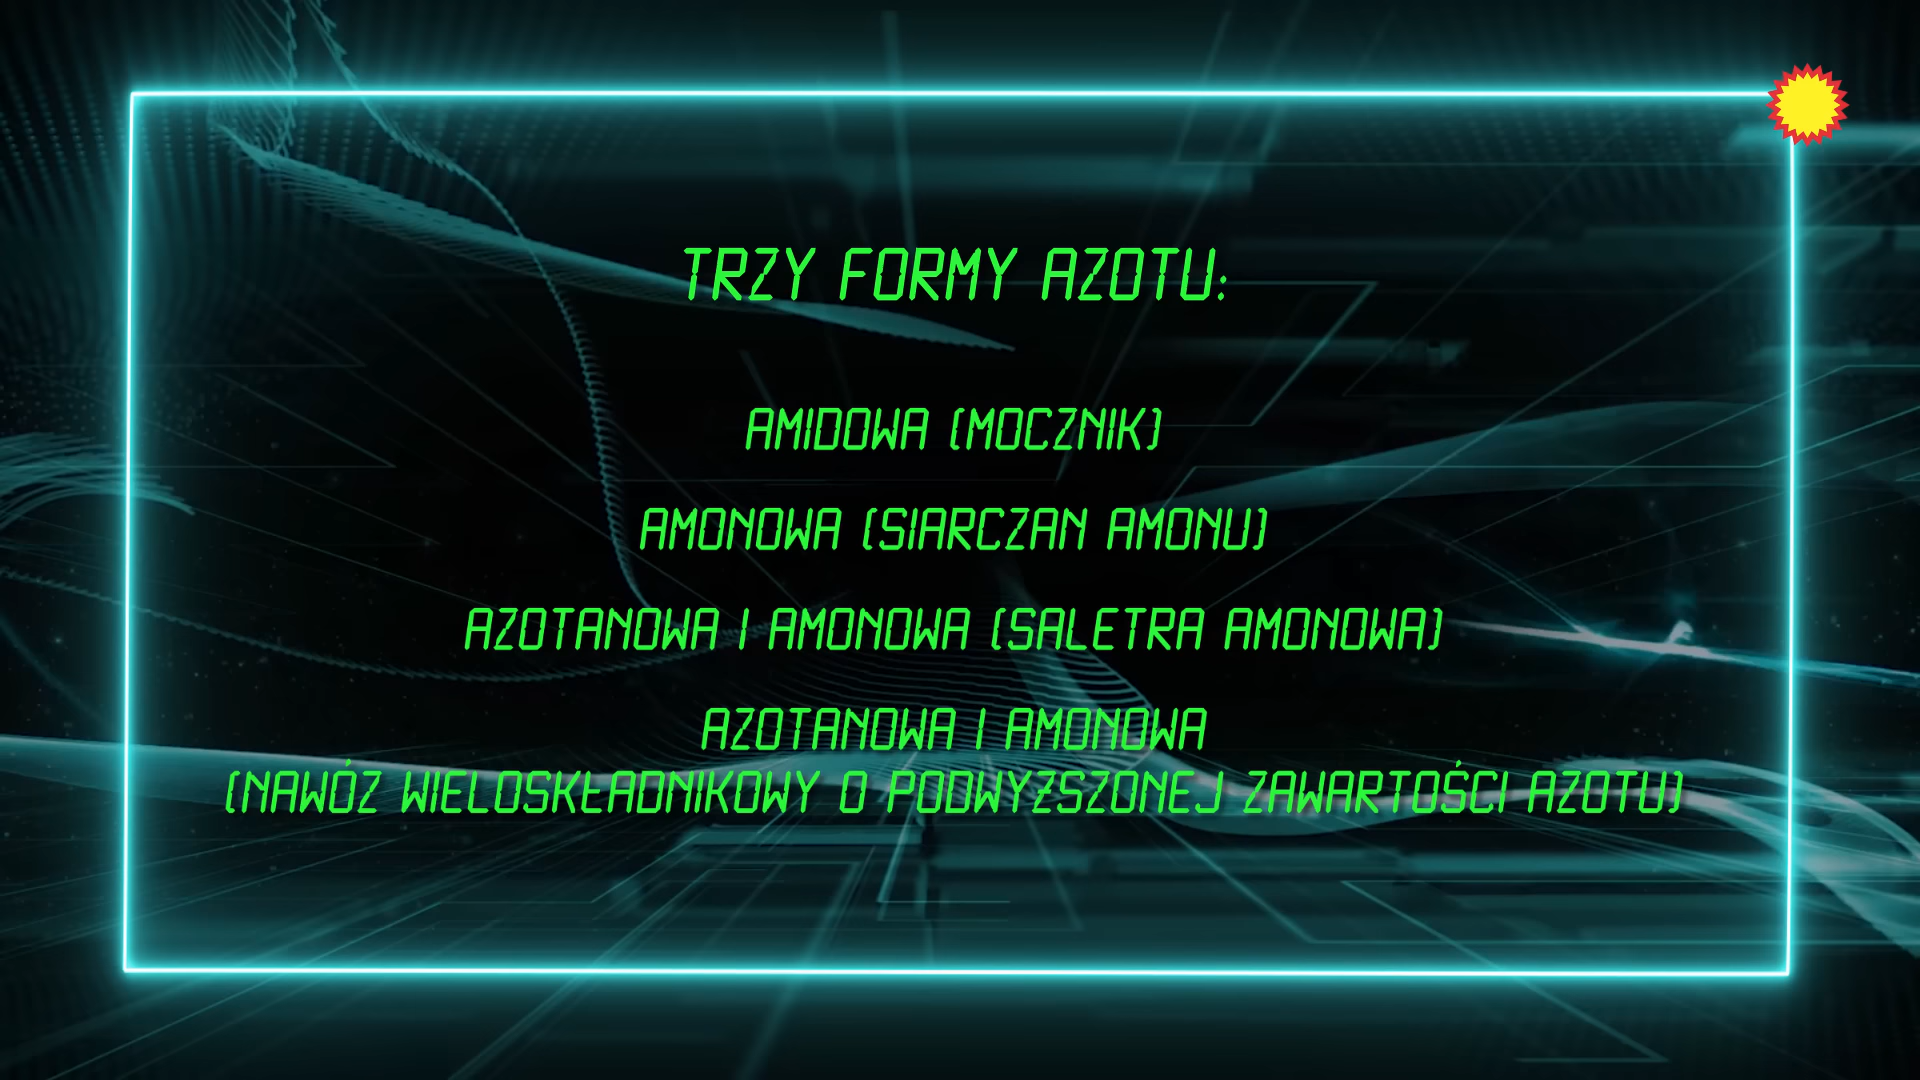 TRZY FORMY AZOTU:
AMIDOWA (MOCZNIK)
AMONOWA (SIARCZAN AMONU)
AZOTANOWA I AMONOWA (SALETRA AMONOWA)
AZOTANOWA I AMONOWA
(NAWÓZ WIELOSKŁADNIKOWY O PODWYŻSZONEJ ZAWARTOŚCI AZOTU)